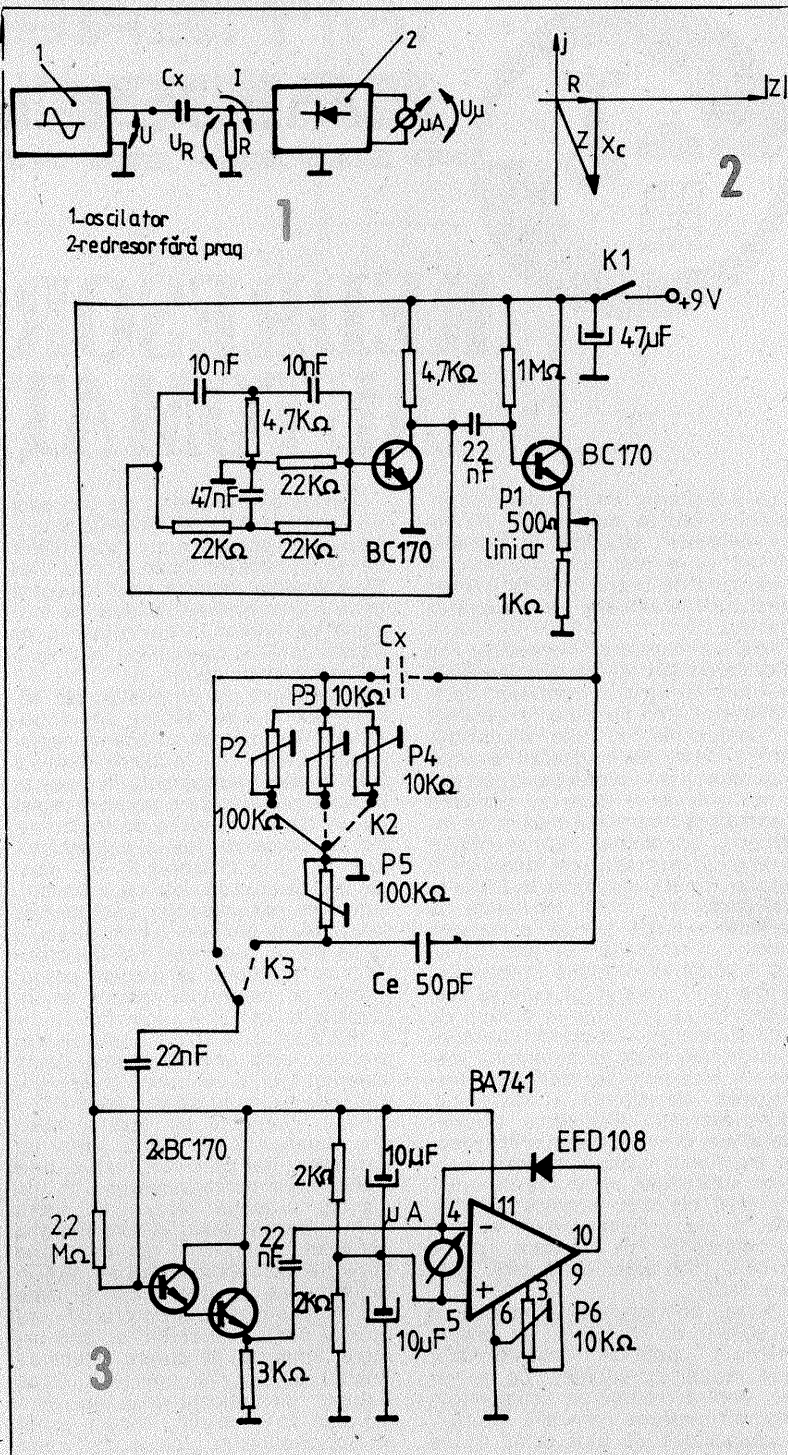 1
2
Cx
I
U
UR
R
μA
Uμ
1-oscilator
2-redresor fără prag
1
j
R
|Z|
Z
Xc
2
K1
+9V
47μF
10nF
10nF
4,7KΩ
1MΩ
4,7KΩ
22
nF
BC170
47nF
22KΩ
22KΩ
22KΩ
BC170
P1
500Ω
liniar
1KΩ
Cx
P3
10KΩ
P2
P4
10KΩ
100KΩ
K2
P5
100KΩ
K3
Ce 50pF
22nF
βA741
EFD108
2xBC170
2KΩ
10μF
μA
4
-
11
10
9
2,2
MΩ
22
nF
2KΩ
10μF
5
+
6
3
P6
10KΩ
3KΩ
3